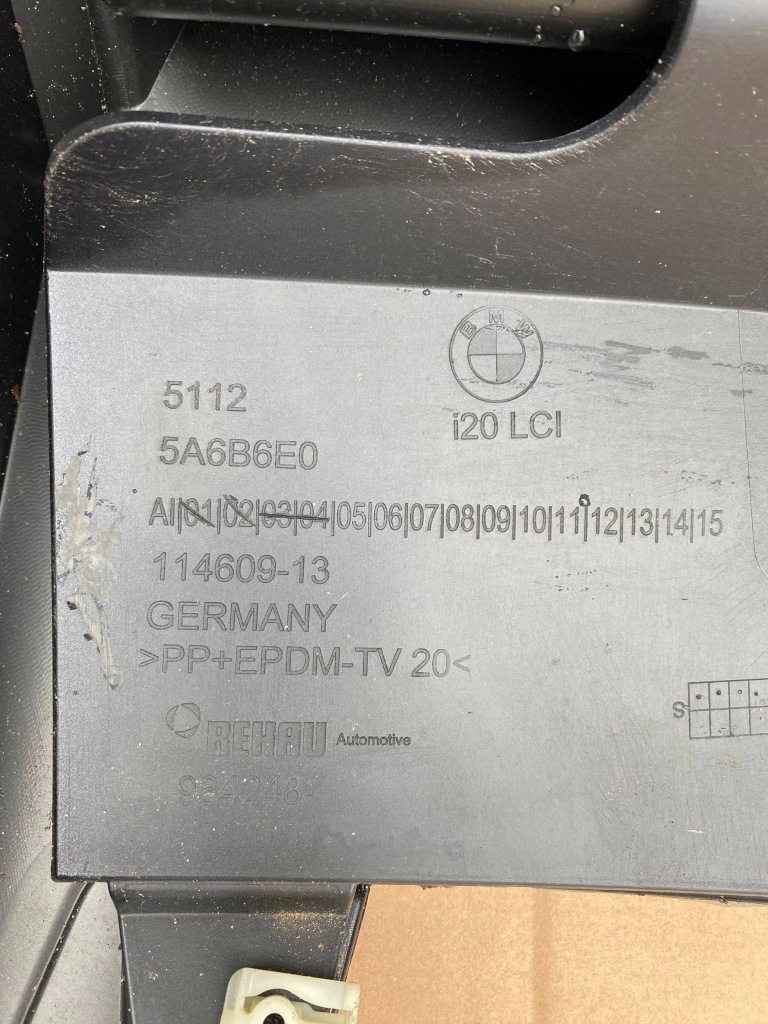 BMW
i20 LCI
5112
5A6B6E0
AI|01|02|03|04|05|06|07|08|09|10|11|12|13|14|15
114609-13
GERMANY
>PP+EPDM-TV 20<
REHAU Automotive
934248-
S